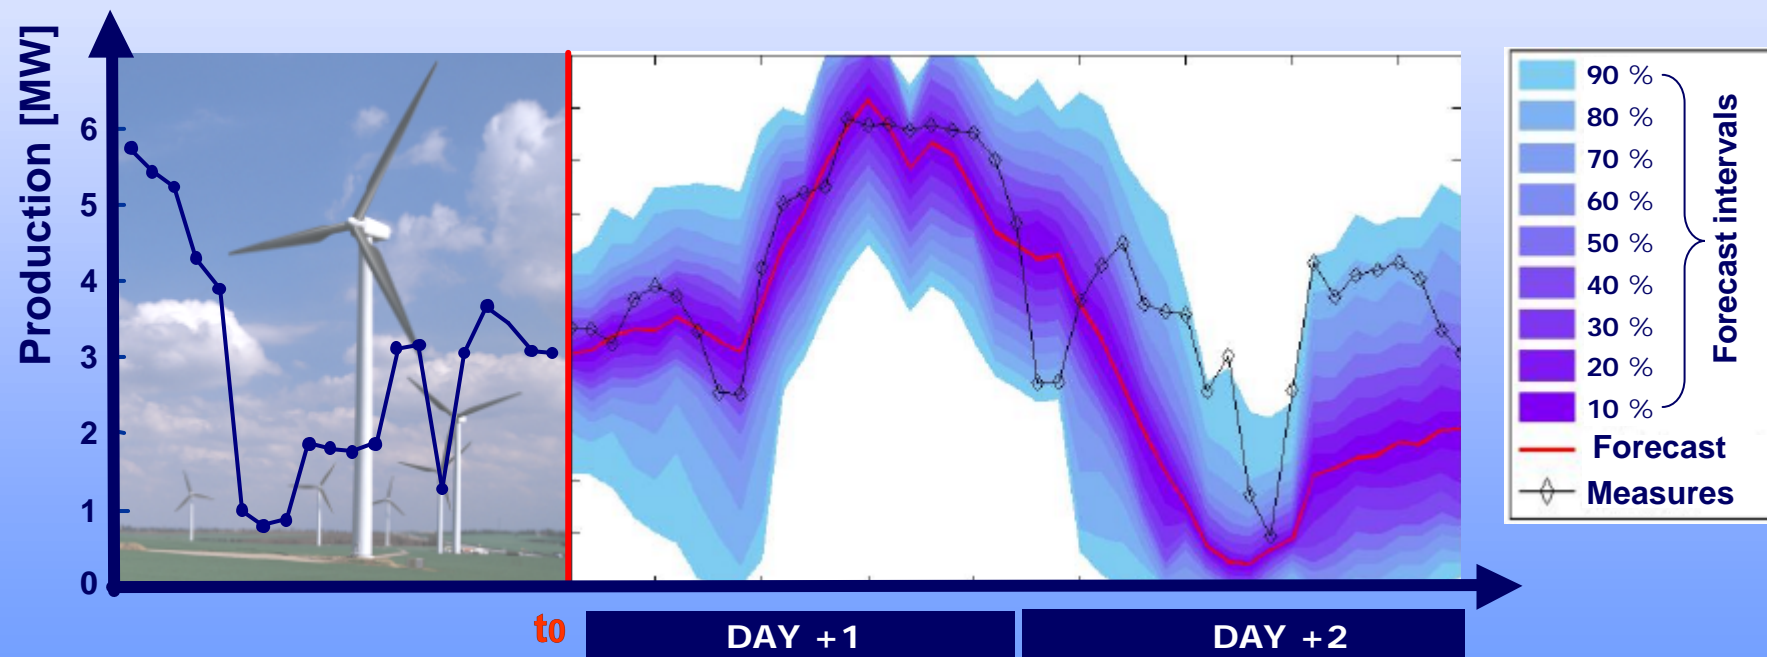 Production [MW]
6
5
4
3
2
1
0
t0
DAY +1
DAY +2
90 %
80 %
70 %
60 %
50 %
40 %
30 %
20 %
10 %
Forecast intervals
Forecast
Measures